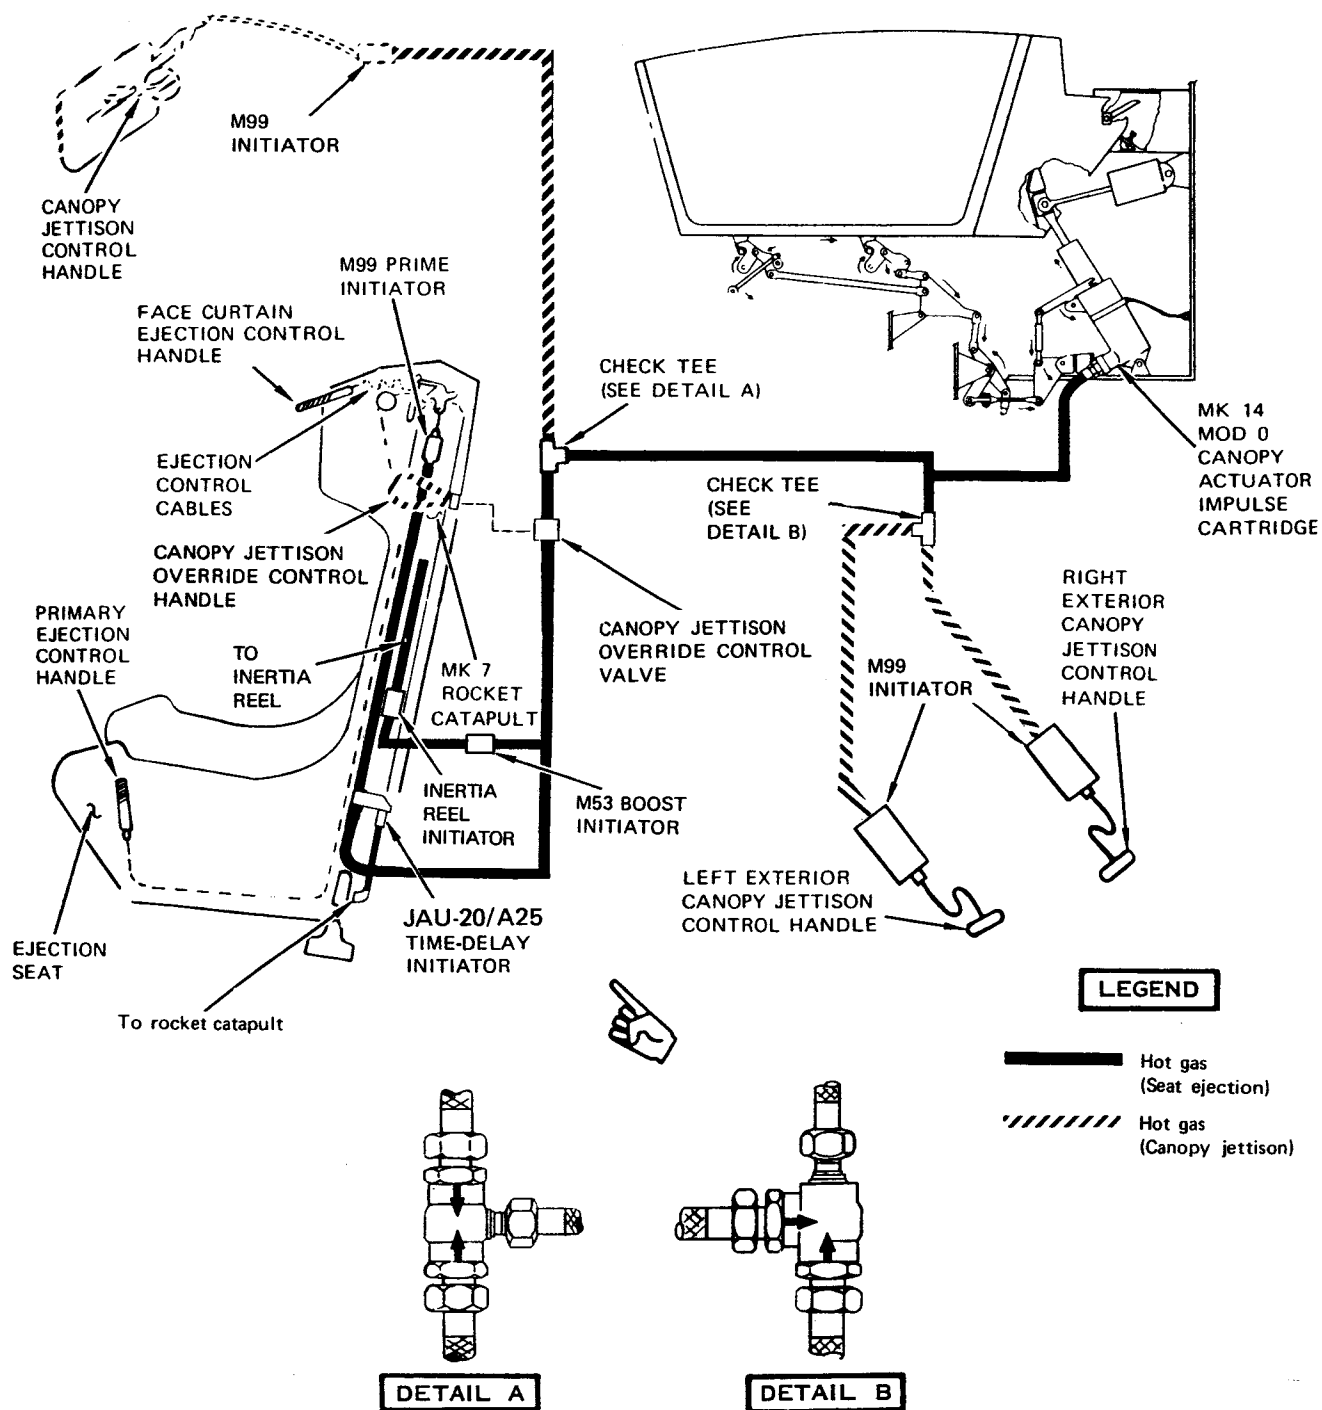 M99
INITIATOR
CANOPY
JETTISON
CONTROL
HANDLE
M99 PRIME
INITIATOR
FACE CURTAIN
EJECTION CONTROL
HANDLE
CHECK TEE
(SEE DETAIL A)
MK 14
MOD 0
CANOPY
ACTUATOR
IMPULSE
CARTRIDGE
EJECTION
CONTROL
CABLES
CHECK TEE
(SEE
DETAIL B)
CANOPY JETTISON
OVERRIDE CONTROL
HANDLE
RIGHT
EXTERIOR
CANOPY
JETTISON
CONTROL
HANDLE
PRIMARY
EJECTION
CONTROL
HANDLE
TO
INERTIA
REEL
MK 7
ROCKET
CATAPULT
CANOPY JETTISON
OVERRIDE CONTROL
VALVE
M99
INITIATOR
INERTIA
REEL
INITIATOR
M53 BOOST
INITIATOR
LEFT EXTERIOR
CANOPY JETTISON
CONTROL HANDLE
EJECTION
SEAT
JAU-20/A25
TIME-DELAY
INITIATOR
To rocket catapult
LEGEND
Hot gas
(Seat ejection)
Hot gas
(Canopy jettison)
DETAIL A
DETAIL B